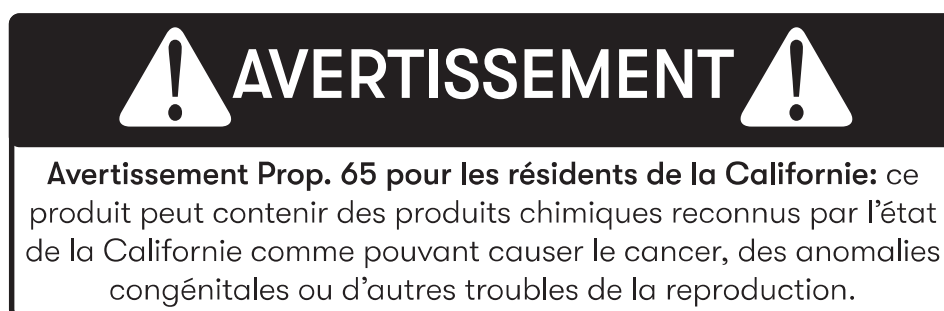 AVERTISSEMENT
Avertissement Prop. 65 pour les résidents de la Californie: ce
produit peut contenir des produits chimiques reconnus par l'état
de la Californie comme pouvant causer le cancer, des anomalies
congénitales ou d'autres troubles de la reproduction.